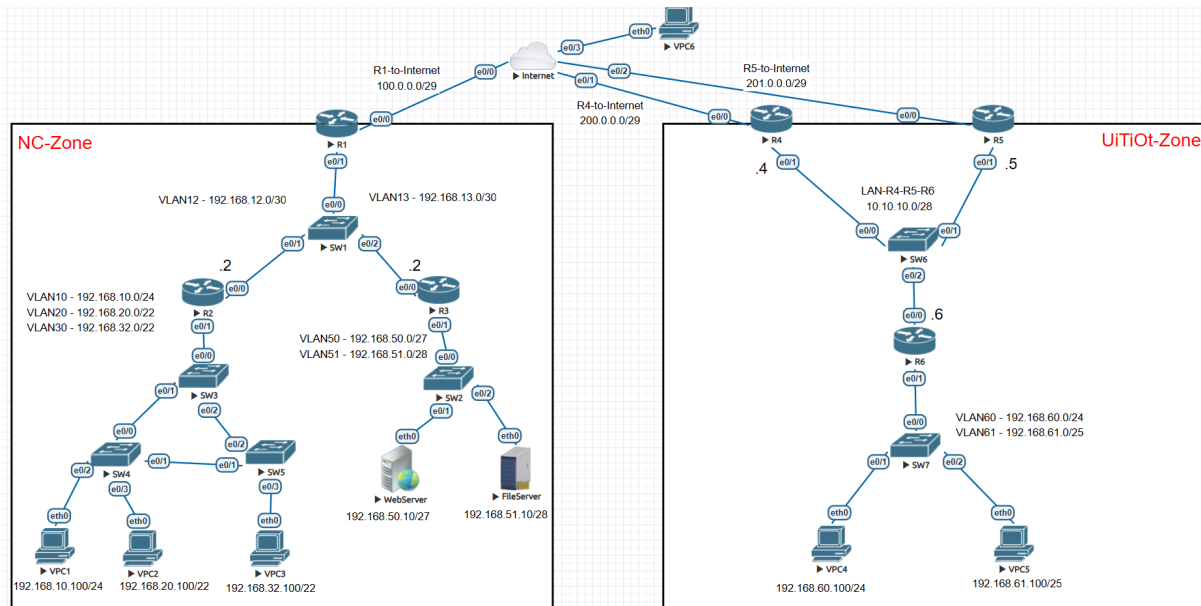 eth0
VPC6
e0/3
Internet
e0/0
e0/2
e0/1
R1-to-Internet
100.0.0.0/29
R5-to-Internet
201.0.0.0/29
R4-to-Internet
200.0.0.0/29
e0/0
e0/0
e0/0
NC-Zone
R1
R4
R5
UiTiOt-Zone
e0/1
e0/1
e0/1
.4
.5
VLAN12 - 192.168.12.0/30
VLAN13 - 192.168.13.0/30
LAN-R4-R5-R6
10.10.10.0/28
e0/0
e0/0
e0/1
SW1
SW6
e0/1
e0/2
e0/2
.2
.2
e0/0
e0/0
R2
R3
VLAN10 - 192.168.10.0/24
VLAN20 - 192.168.20.0/22
VLAN30 - 192.168.32.0/22
e0/1
e0/1
e0/0
.6
R6
VLAN50 - 192.168.50.0/27
VLAN51 - 192.168.51.0/28
e0/0
e0/0
e0/1
SW3
SW2
e0/1
e0/2
e0/1
e0/2
VLAN60 - 192.168.60.0/24
VLAN61 - 192.168.61.0/25
e0/0
e0/0
e0/2
SW7
eth0
eth0
e0/1
e0/2
SW4
e0/1
e0/1
SW5
e0/2
e0/3
e0/3
WebServer
FileServer
192.168.50.10/27
192.168.51.10/28
eth0
eth0
eth0
eth0
eth0
VPC1
VPC2
VPC3
VPC4
VPC5
192.168.10.100/24
192.168.20.100/22
192.168.32.100/22
192.168.60.100/24
192.168.61.100/25